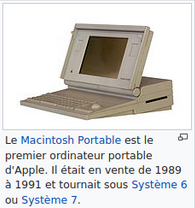 Le Macintosh Portable est le
premier ordinateur portable
d'Apple. Il était en vente de 1989
à 1991 et tournait sous Système 6
ou Système 7.